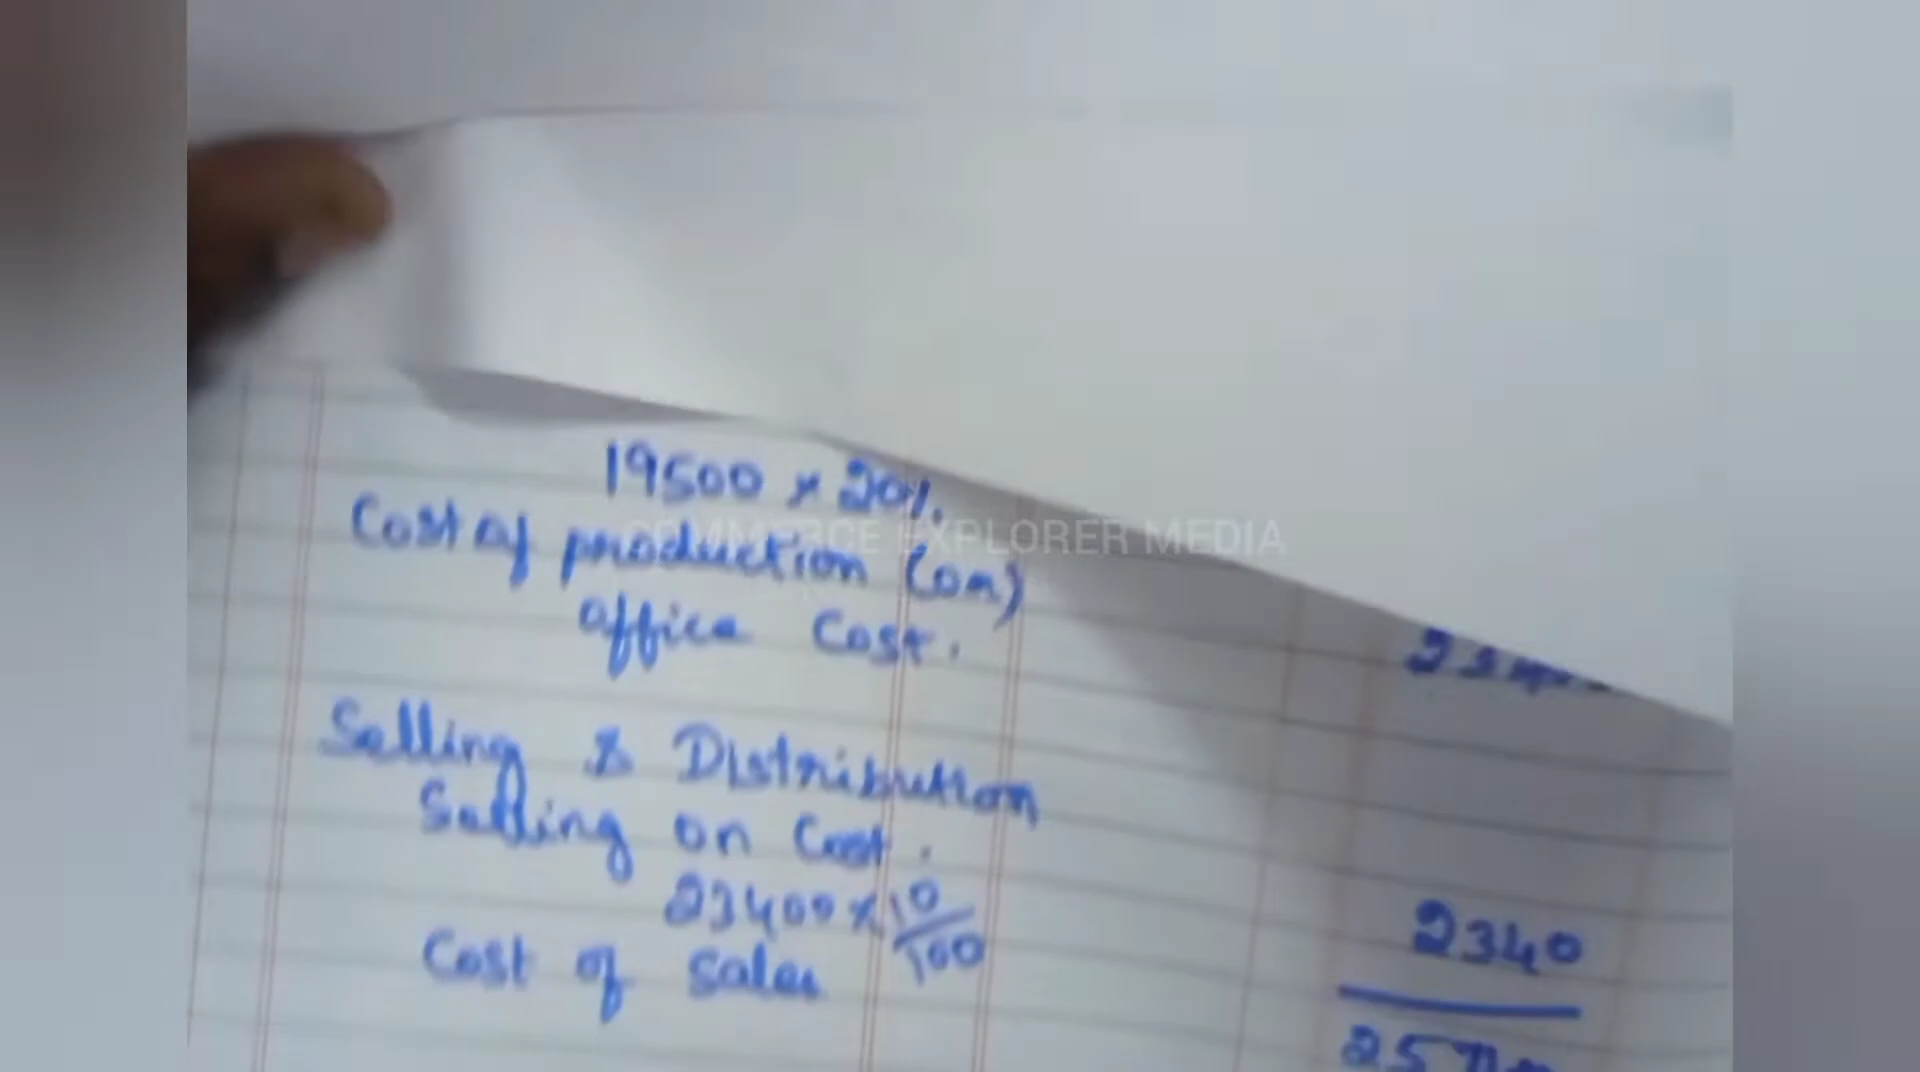 19500 × 20%.
Cost of production (or)
COMMERCE EXPLORER MEDIA
office Cost.
Selling & Distribution
Selling on Cost.
23400 × 10/100
2340
Cost of sales